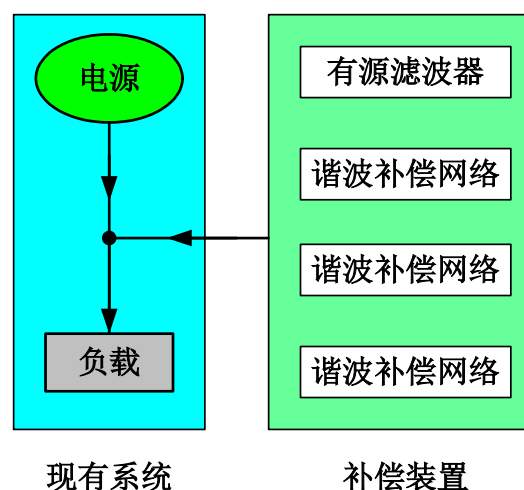 电源
负载
现有系统
有源滤波器
谐波补偿网络
谐波补偿网络
谐波补偿网络
补偿装置